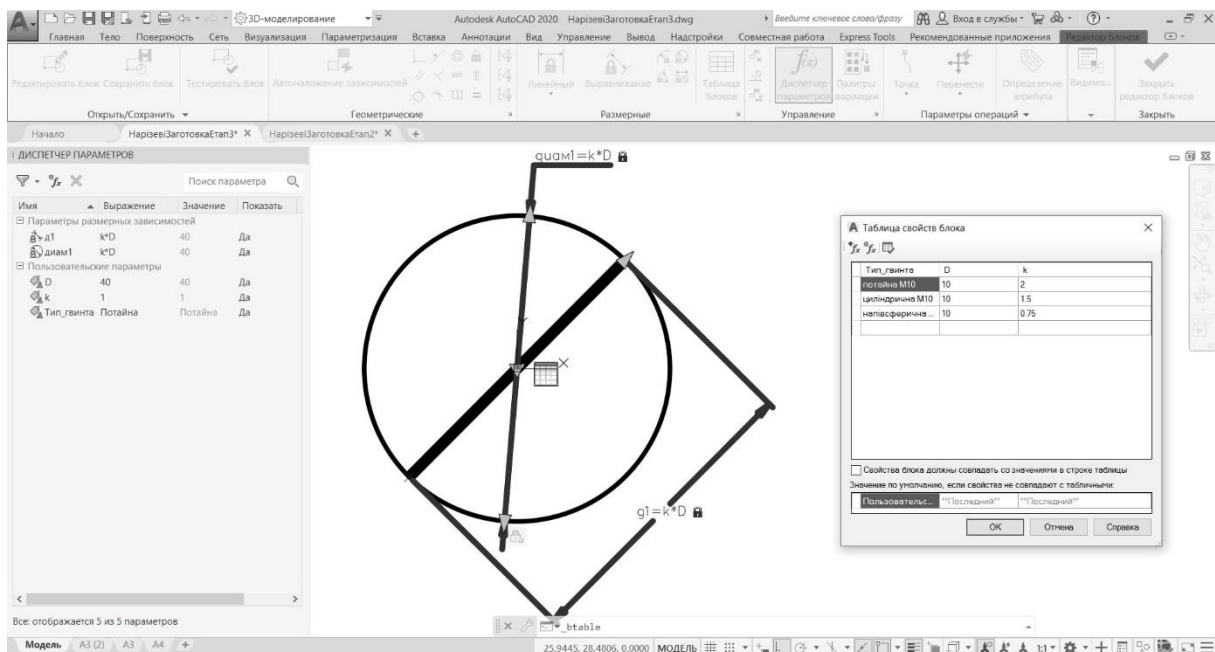 3D-моделирование
Autodesk AutoCAD 2020 НарізевіЗаготовкаЕтап3.dwg
Введите ключевое слово/фразу
Вход в службы
Главная Тело Поверхность Сеть Визуализация Параметризация Вставка Аннотации Вид Управление Вывод Надстройки Совместная работа Express Tools Рекомендованные приложения Редактор блоков
Редактировать блок Сохранить блок Тестировать блок Автоналожение зависимостей Линейный Выравнивание Таблица блоков Диспетчер параметров Палитры вариации Точка Перенести Определение атрибута Видимо... Закрыть редактор блоков
Открыть/Сохранить Геометрические Размерные Управление Параметры операций Закрыть
Начало НарізевіЗаготовкаЕтап3* НарізевіЗаготовкаЕтап2*
ДИСПЕТЧЕР ПАРАМЕТРОВ
Поиск параметра
Имя Выражение Значение Показать
Параметры размерных зависимостей
д1 k*D 40 Да
диам1 k*D 40 Да
Пользовательские параметры
D 40 40 Да
k 1 1 Да
Тип_гвинта Потайна Потайна Да
Все: отображается 5 из 5 параметров
диам1=k*D
д1=k*D
Таблица свойств блока
Тип_гвинта D k
потайна М10 10 2
циліндрична М10 10 1.5
напівсферична ... 10 0.75
Свойства блока должны совпадать со значениями в строке таблицы
Значение по умолчанию, если свойства не совпадают с табличными:
Пользовательс... **Последний** **Последний**
ОК Отмена Справка
_btable
Модель A3 (2) A3 A4
25.9445, 28.4806, 0.0000 МОДЕЛЬ 1:1